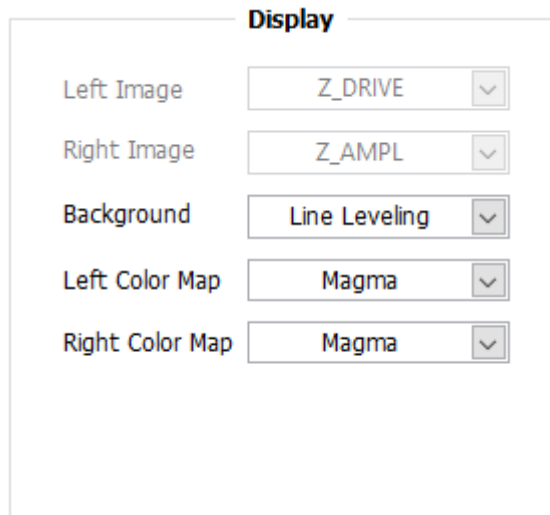 Display
Left Image Z_DRIVE
Right Image Z_AMPL
Background Line Leveling
Left Color Map Magma
Right Color Map Magma